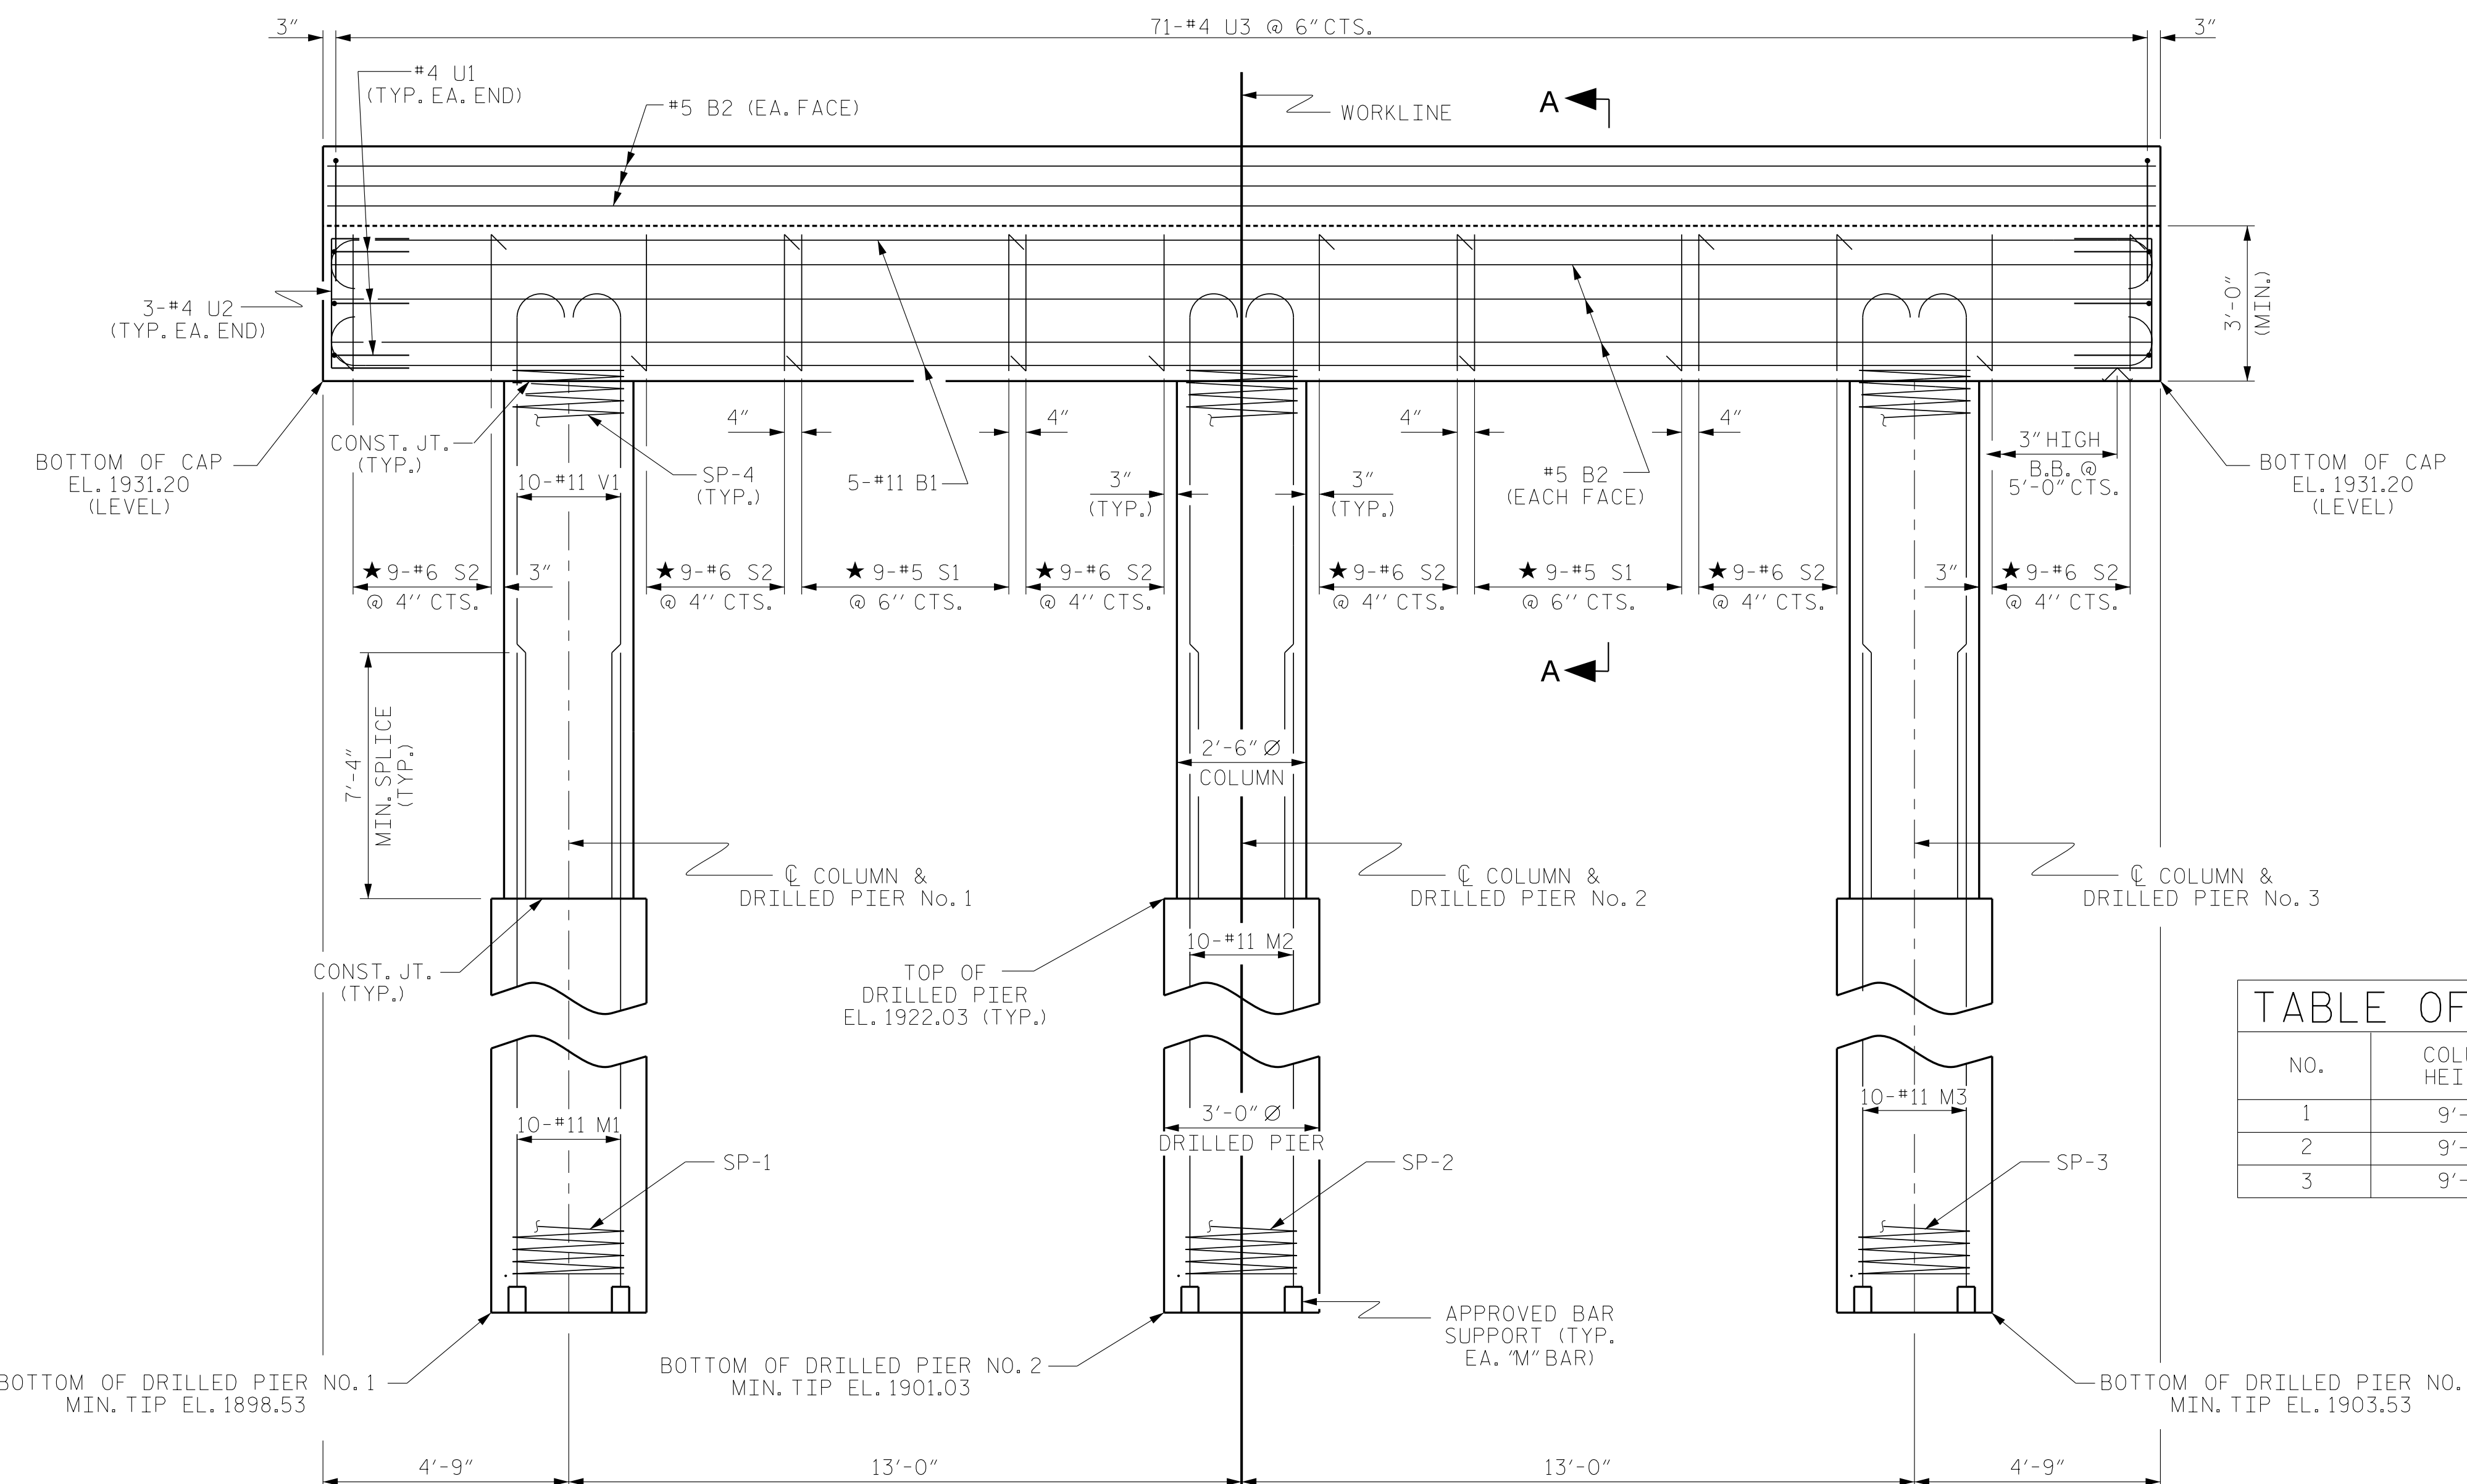 3″
71-#4 U3 @ 6″ CTS.
3″
#4 U1
(TYP. EA. END)
#5 B2 (EA. FACE)
WORKLINE
A
3-#4 U2
(TYP. EA. END)
3′-0″
(MIN.)
BOTTOM OF CAP
EL. 1931.20
(LEVEL)
CONST. JT.
(TYP.)
4″
4″
4″
4″
SP-4
(TYP.)
10-#11 V1
5-#11 B1
3″
(TYP.)
3″
(TYP.)
#5 B2
(EACH FACE)
3″ HIGH
B.B. @
5′-0″ CTS.
BOTTOM OF CAP
EL. 1931.20
(LEVEL)
★ 9-#6 S2
@ 4″ CTS.
3″
★ 9-#6 S2
@ 4″ CTS.
★ 9-#5 S1
@ 6″ CTS.
★ 9-#6 S2
@ 4″ CTS.
★ 9-#6 S2
@ 4″ CTS.
★ 9-#5 S1
@ 6″ CTS.
★ 9-#6 S2
@ 4″ CTS.
3″
★ 9-#6 S2
@ 4″ CTS.
A
7′-4″
MIN. SPLICE
(TYP.)
2′-6″ Ø
COLUMN
℄ COLUMN &
DRILLED PIER No. 1
℄ COLUMN &
DRILLED PIER No. 2
℄ COLUMN &
DRILLED PIER No. 3
CONST. JT.
(TYP.)
TOP OF
DRILLED PIER
EL. 1922.03 (TYP.)
10-#11 M2
TABLE OF
NO.
COLU
HEI
1 9′-
2 9′-
3 9′-
10-#11 M1
3′-0″ Ø
DRILLED PIER
10-#11 M3
SP-1
SP-2
SP-3
APPROVED BAR
SUPPORT (TYP.
EA. "M" BAR)
BOTTOM OF DRILLED PIER NO. 1
MIN. TIP EL. 1898.53
BOTTOM OF DRILLED PIER NO. 2
MIN. TIP EL. 1901.03
BOTTOM OF DRILLED PIER NO.
MIN. TIP EL. 1903.53
4′-9″
13′-0″
13′-0″
4′-9″